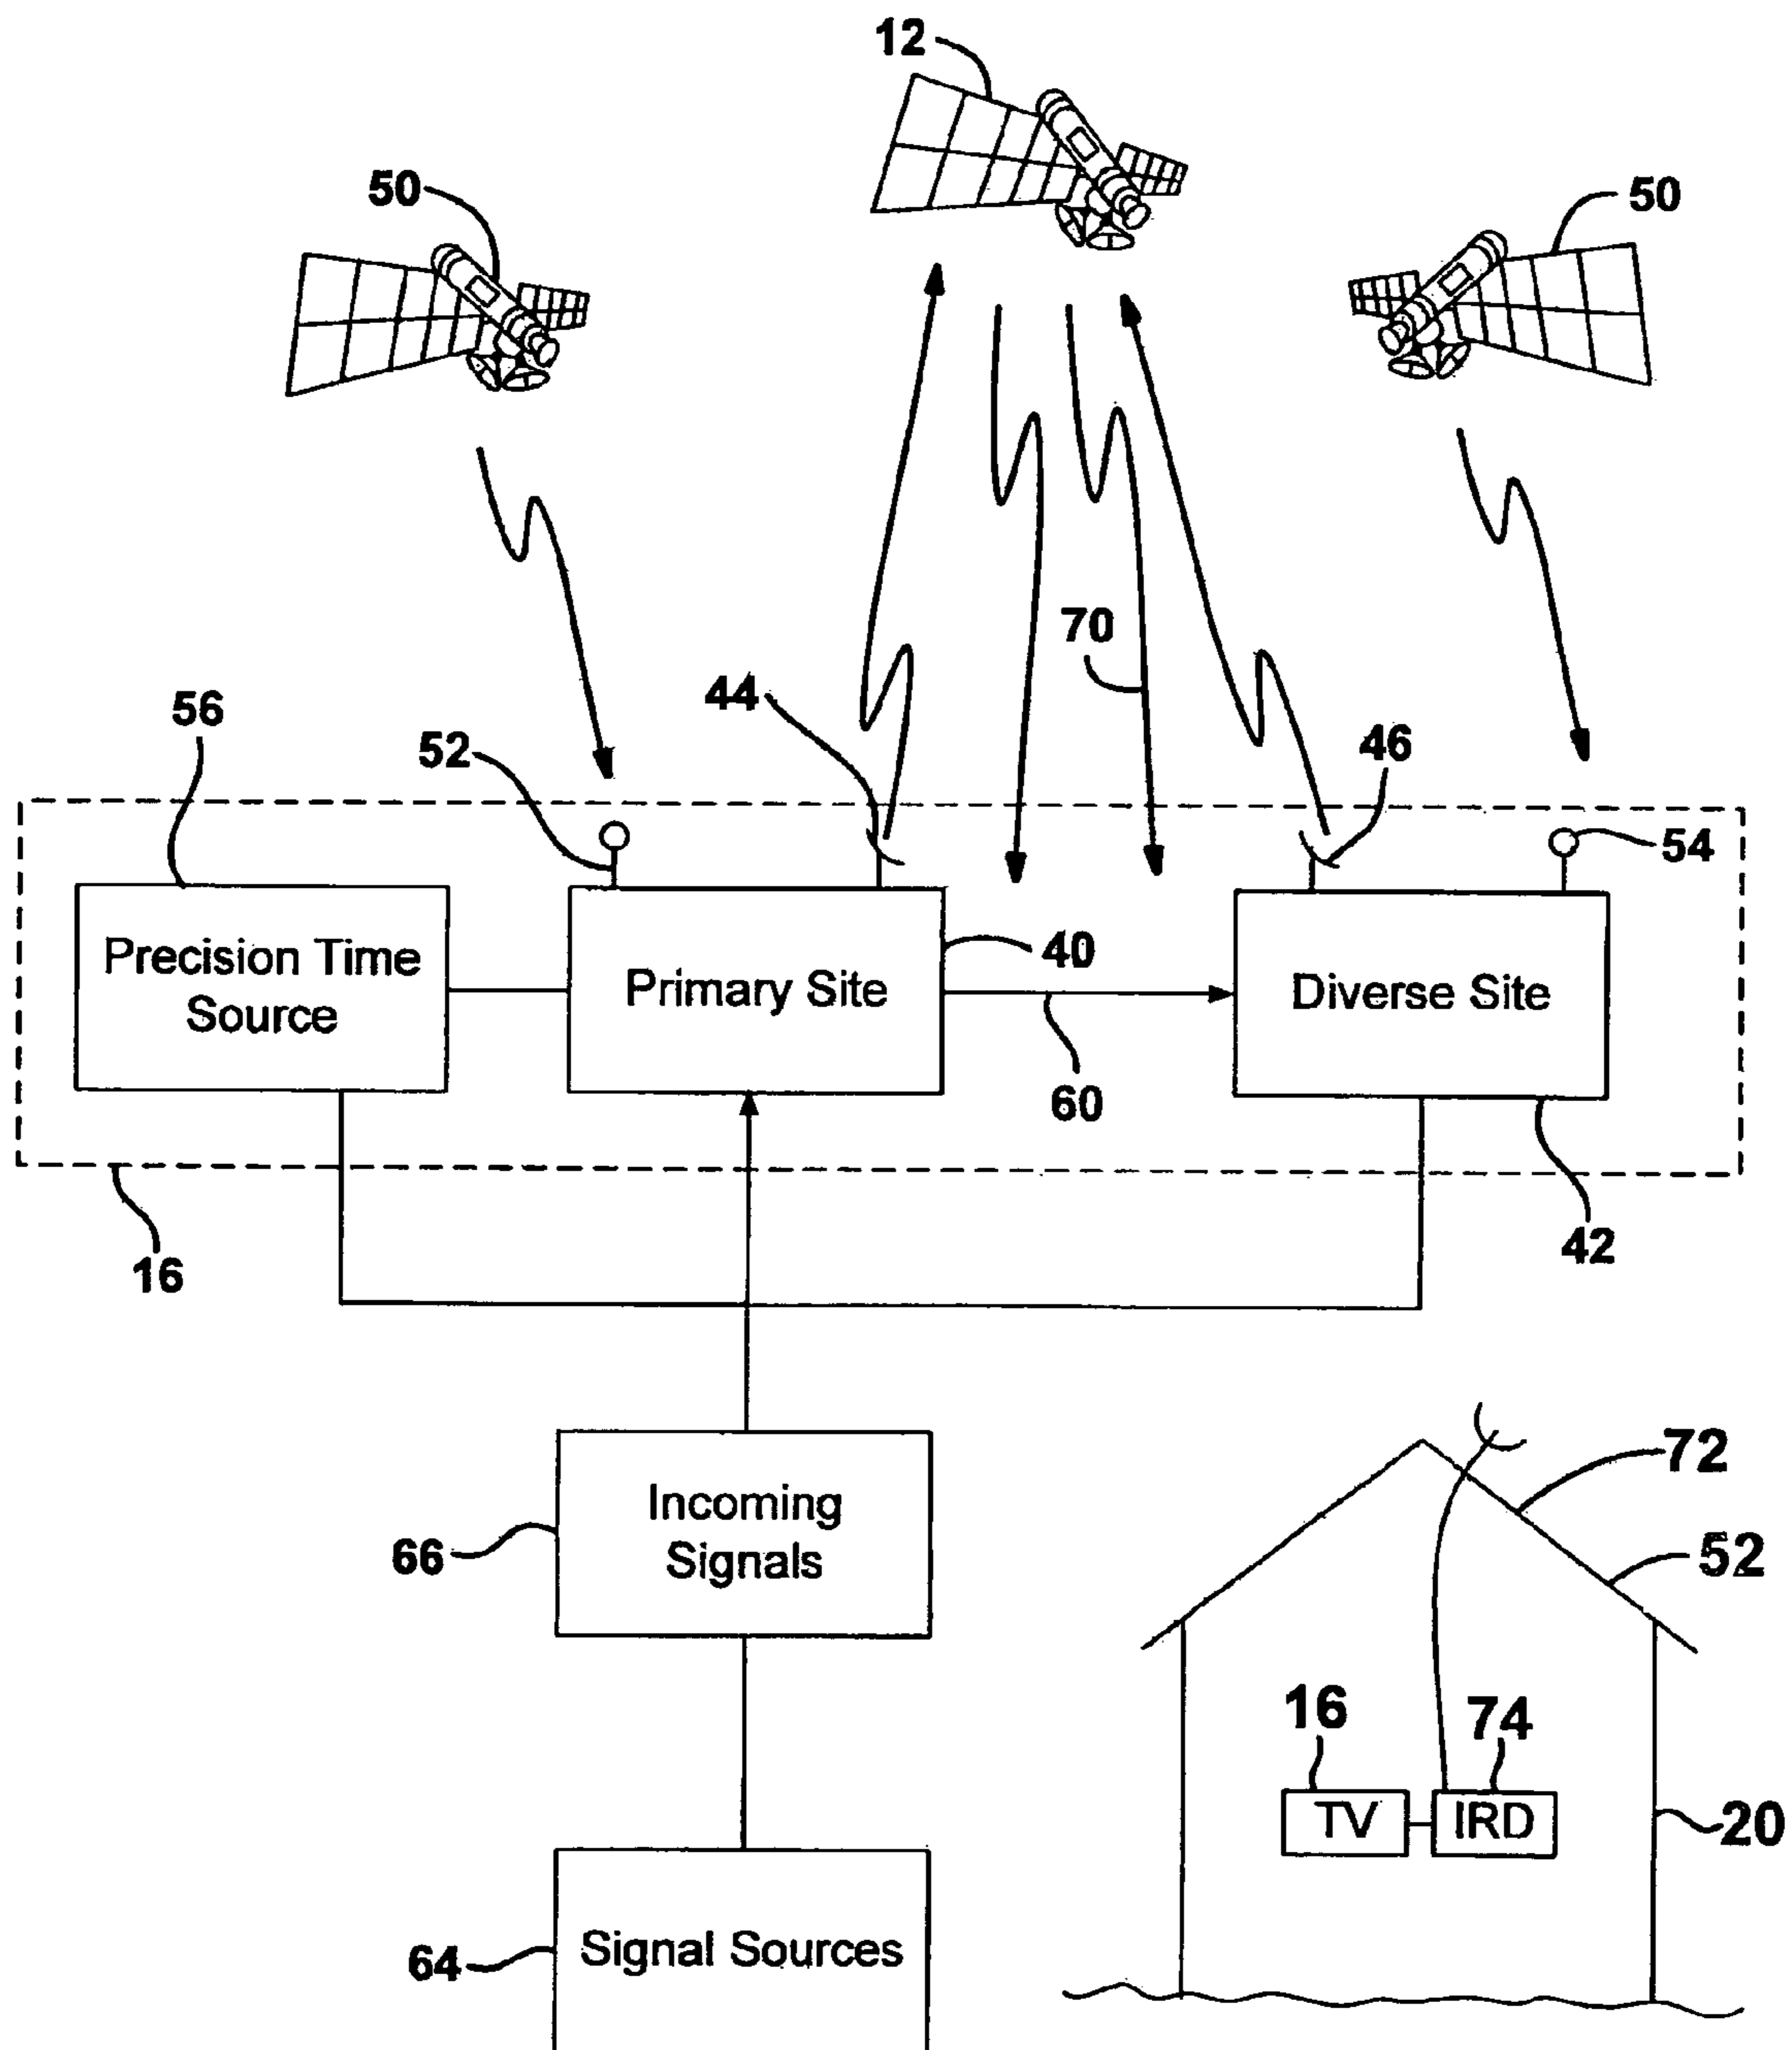 12
50
50
70
44
56
52
46
54
Precision Time
Source
Primary Site
40
Diverse Site
60
16
42
Incoming
Signals
66
72
52
16
74
TV
IRD
20
Signal Sources
64